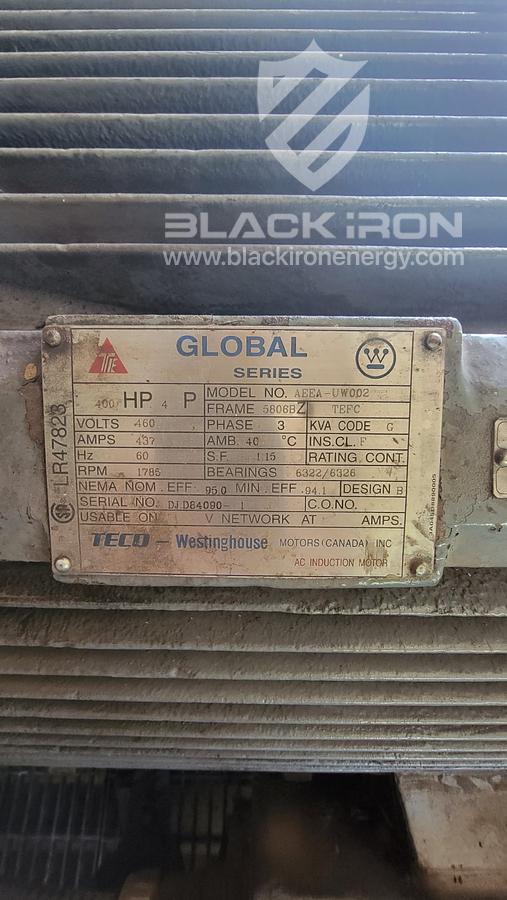 BLACK iRON
www.blackironenergy.com
GLOBAL
SERIES
400 HP 4 P
MODEL NO. AEEA-UW002
FRAME 5808BZ TEFC
VOLTS 460 PHASE 3 KVA CODE G
AMPS 437 AMB. 40 °C INS.CL. F
Hz 60 S.F. 1.15 RATING. CONT.
RPM 1785 BEARINGS 6322/6326
NEMA NOM. EFF. 95.0 MIN. EFF. 94.1 DESIGN B
SERIAL NO. DJD84090-1 C.O.NO.
USABLE ON V NETWORK AT AMPS.
TECO - Westinghouse MOTORS (CANADA) INC
AC INDUCTION MOTOR
LR47823